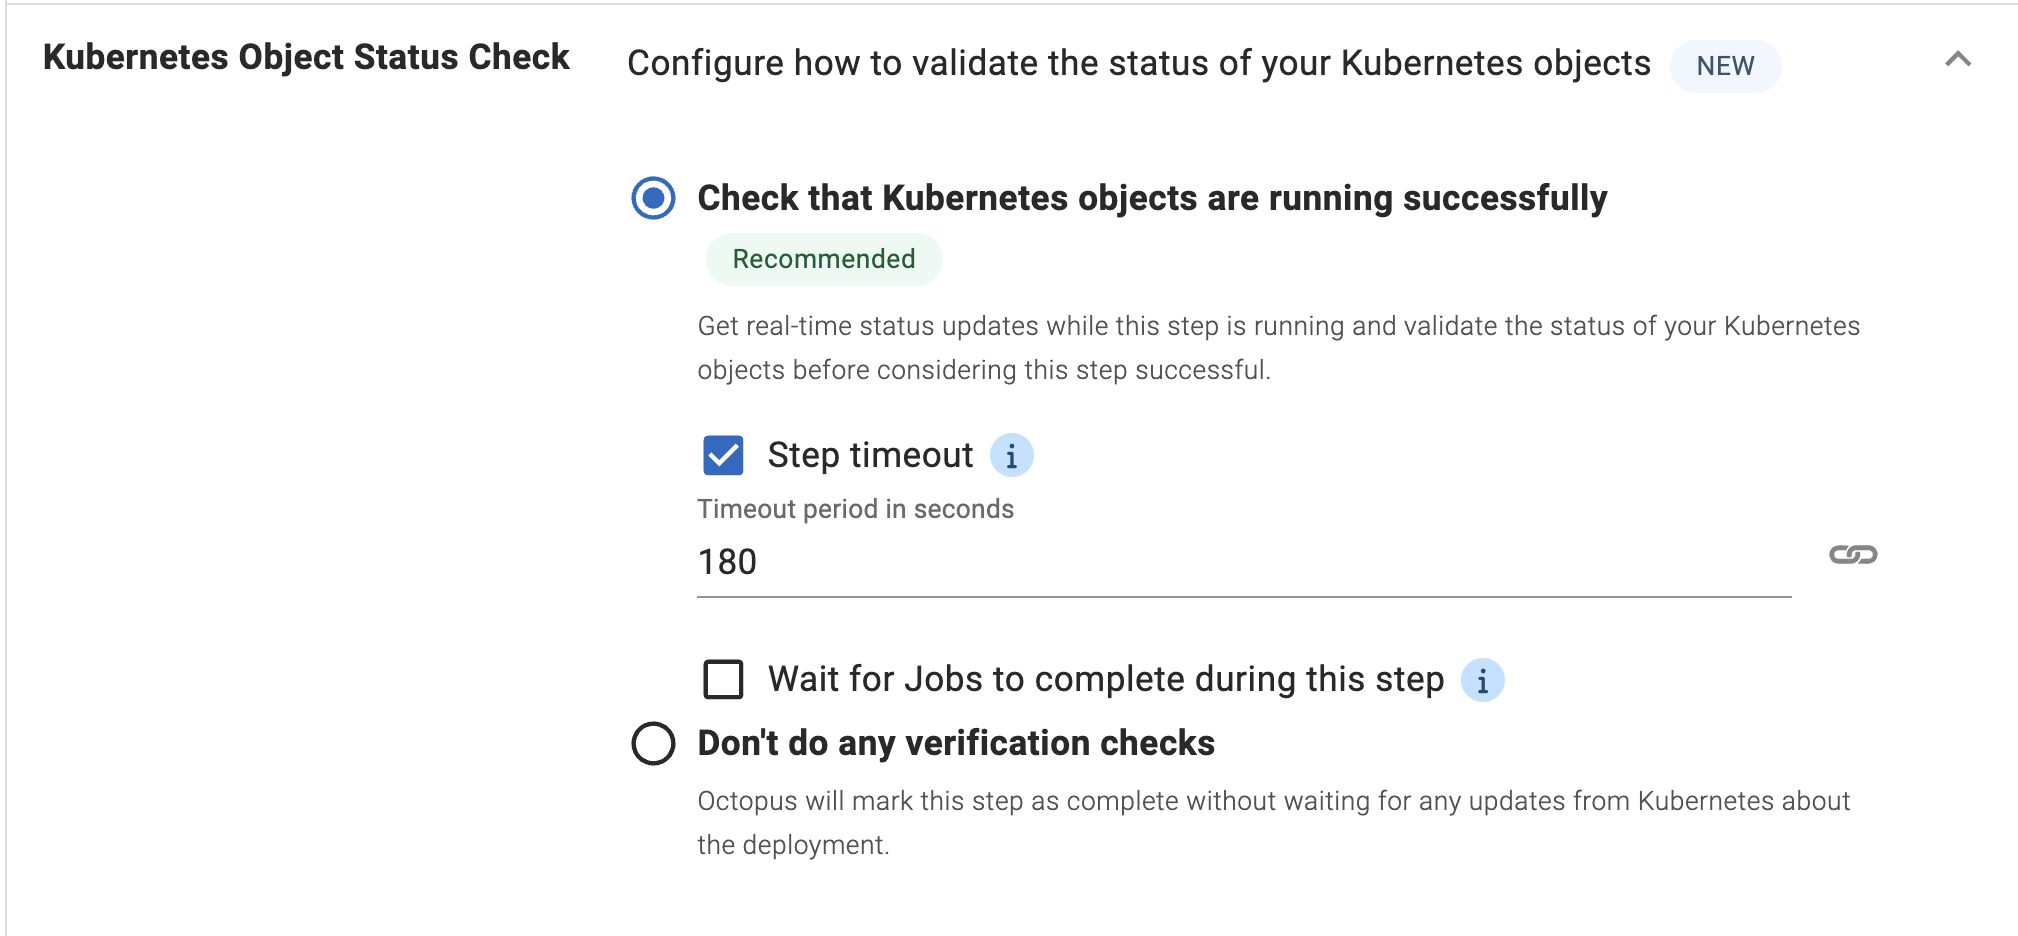 Kubernetes Object Status Check
Configure how to validate the status of your Kubernetes objects NEW
Check that Kubernetes objects are running successfully
Recommended
Get real-time status updates while this step is running and validate the status of your Kubernetes
objects before considering this step successful.
Step timeout i
Timeout period in seconds
180
Wait for Jobs to complete during this step i
Don't do any verification checks
Octopus will mark this step as complete without waiting for any updates from Kubernetes about
the deployment.